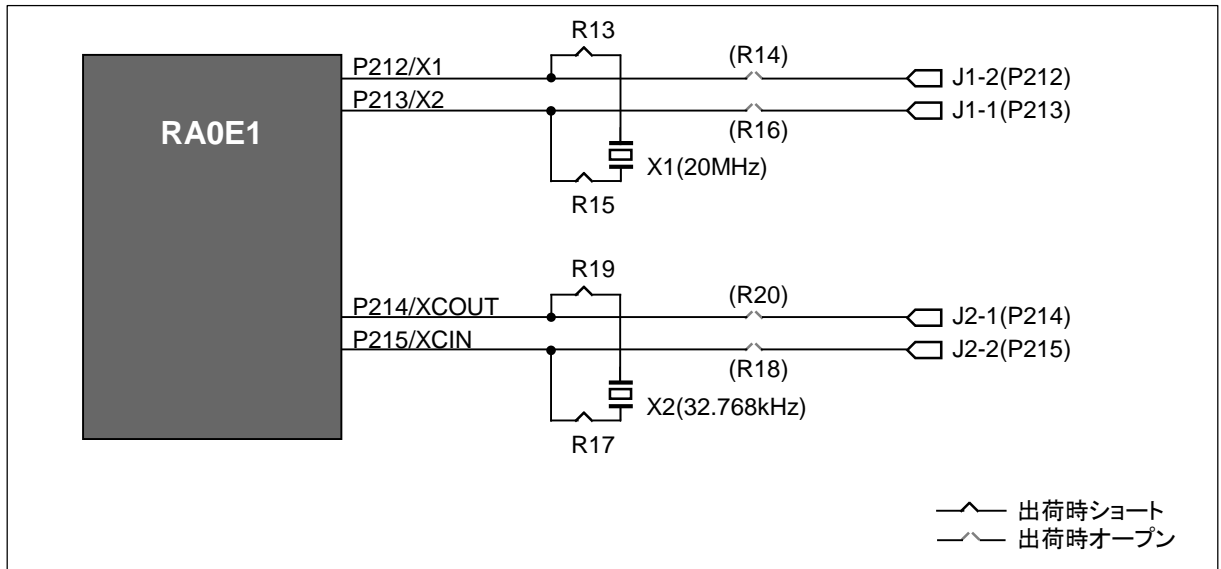 R13
(R14)
P212/X1
J1-2(P212)
P213/X2
J1-1(P213)
RA0E1
(R16)
X1(20MHz)
R15
R19
(R20)
P214/XCOUT
J2-1(P214)
P215/XCIN
J2-2(P215)
(R18)
X2(32.768kHz)
R17
出荷時ショート
出荷時オープン